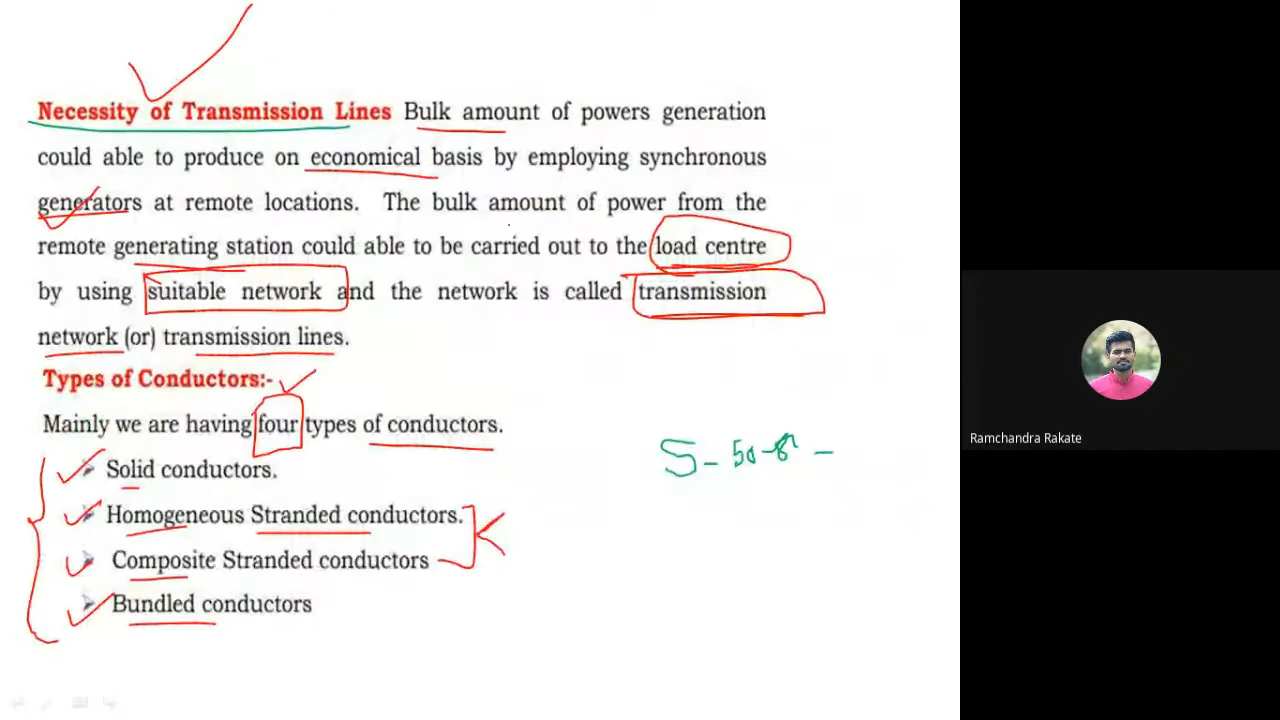 Necessity of Transmission Lines Bulk amount of powers generation
could able to produce on economical basis by employing synchronous
generators at remote locations. The bulk amount of power from the
remote generating station could able to be carried out to the load centre
by using suitable network and the network is called transmission
network (or) transmission lines.
Types of Conductors:-
Mainly we are having four types of conductors.
Solid conductors.
Homogeneous Stranded conductors.
Composite Stranded conductors
Bundled conductors
S - 50 -
Ramchandra Rakate